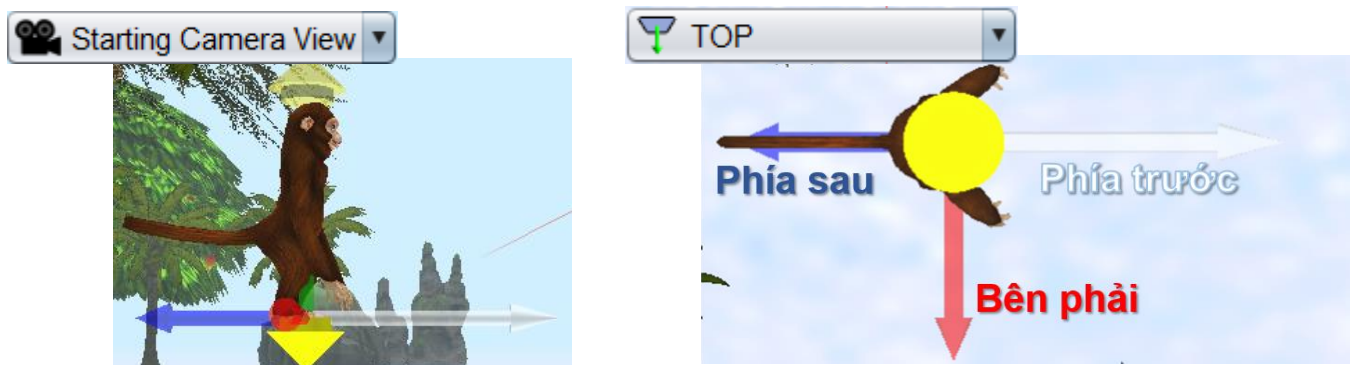 Starting Camera View
TOP
Phía sau
Phía trước
Bên phải